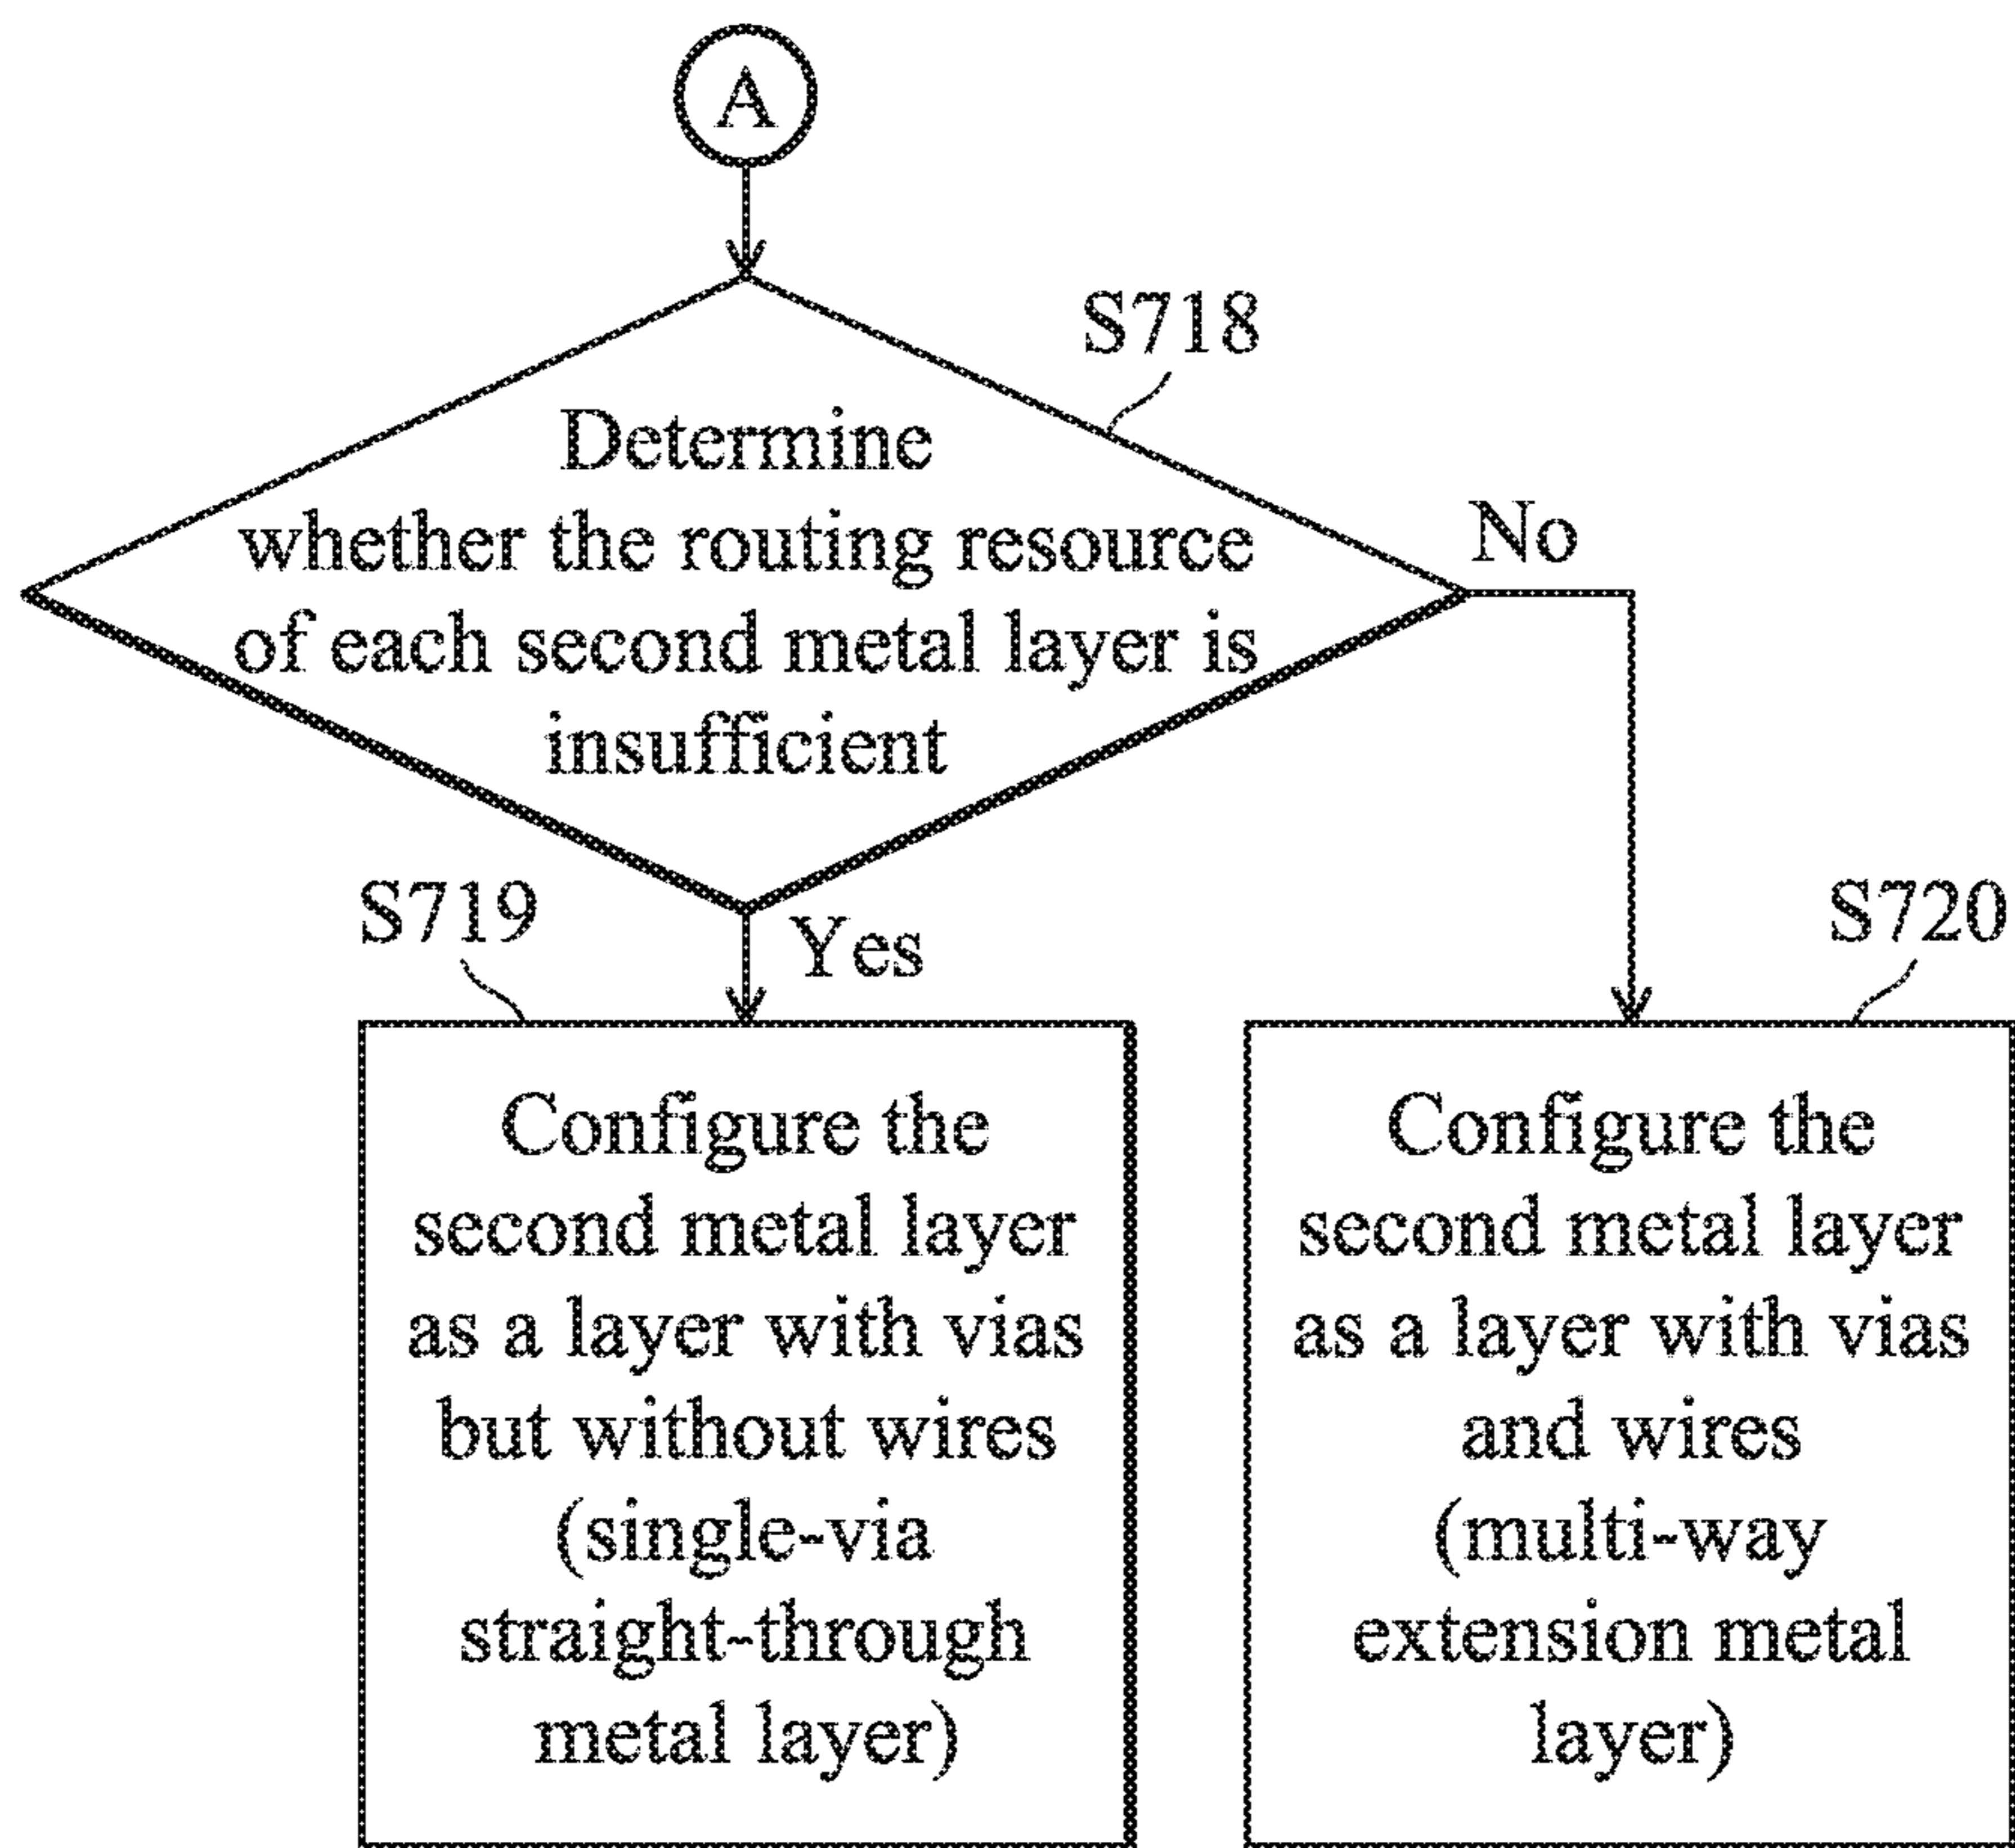 A
S718
Determine
whether the routing resource
of each second metal layer is
insufficient
No
Yes
S719
Configure the
second metal layer
as a layer with vias
but without wires
(single-via
straight-through
metal layer)
S720
Configure the
second metal layer
as a layer with vias
and wires
(multi-way
extension metal
layer)